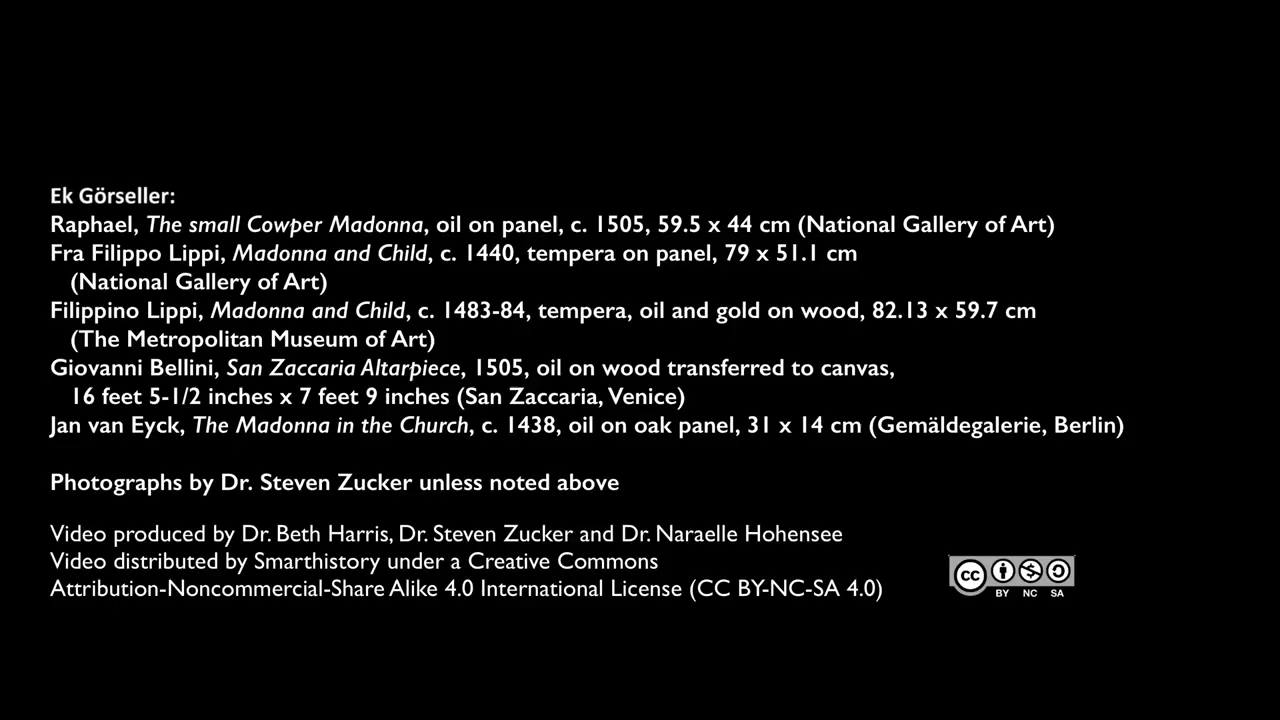 Ek Görseller:
Raphael, The small Cowper Madonna, oil on panel, c. 1505, 59.5 x 44 cm (National Gallery of Art)
Fra Filippo Lippi, Madonna and Child, c. 1440, tempera on panel, 79 x 51.1 cm
(National Gallery of Art)
Filippino Lippi, Madonna and Child, c. 1483-84, tempera, oil and gold on wood, 82.13 x 59.7 cm
(The Metropolitan Museum of Art)
Giovanni Bellini, San Zaccaria Altarpiece, 1505, oil on wood transferred to canvas,
16 feet 5-1/2 inches x 7 feet 9 inches (San Zaccaria, Venice)
Jan van Eyck, The Madonna in the Church, c. 1438, oil on oak panel, 31 x 14 cm (Gemäldegalerie, Berlin)
Photographs by Dr. Steven Zucker unless noted above
Video produced by Dr. Beth Harris, Dr. Steven Zucker and Dr. Naraelle Hohensee
Video distributed by Smarthistory under a Creative Commons
Attribution-Noncommercial-Share Alike 4.0 International License (CC BY-NC-SA 4.0)
cc
BY NC SA